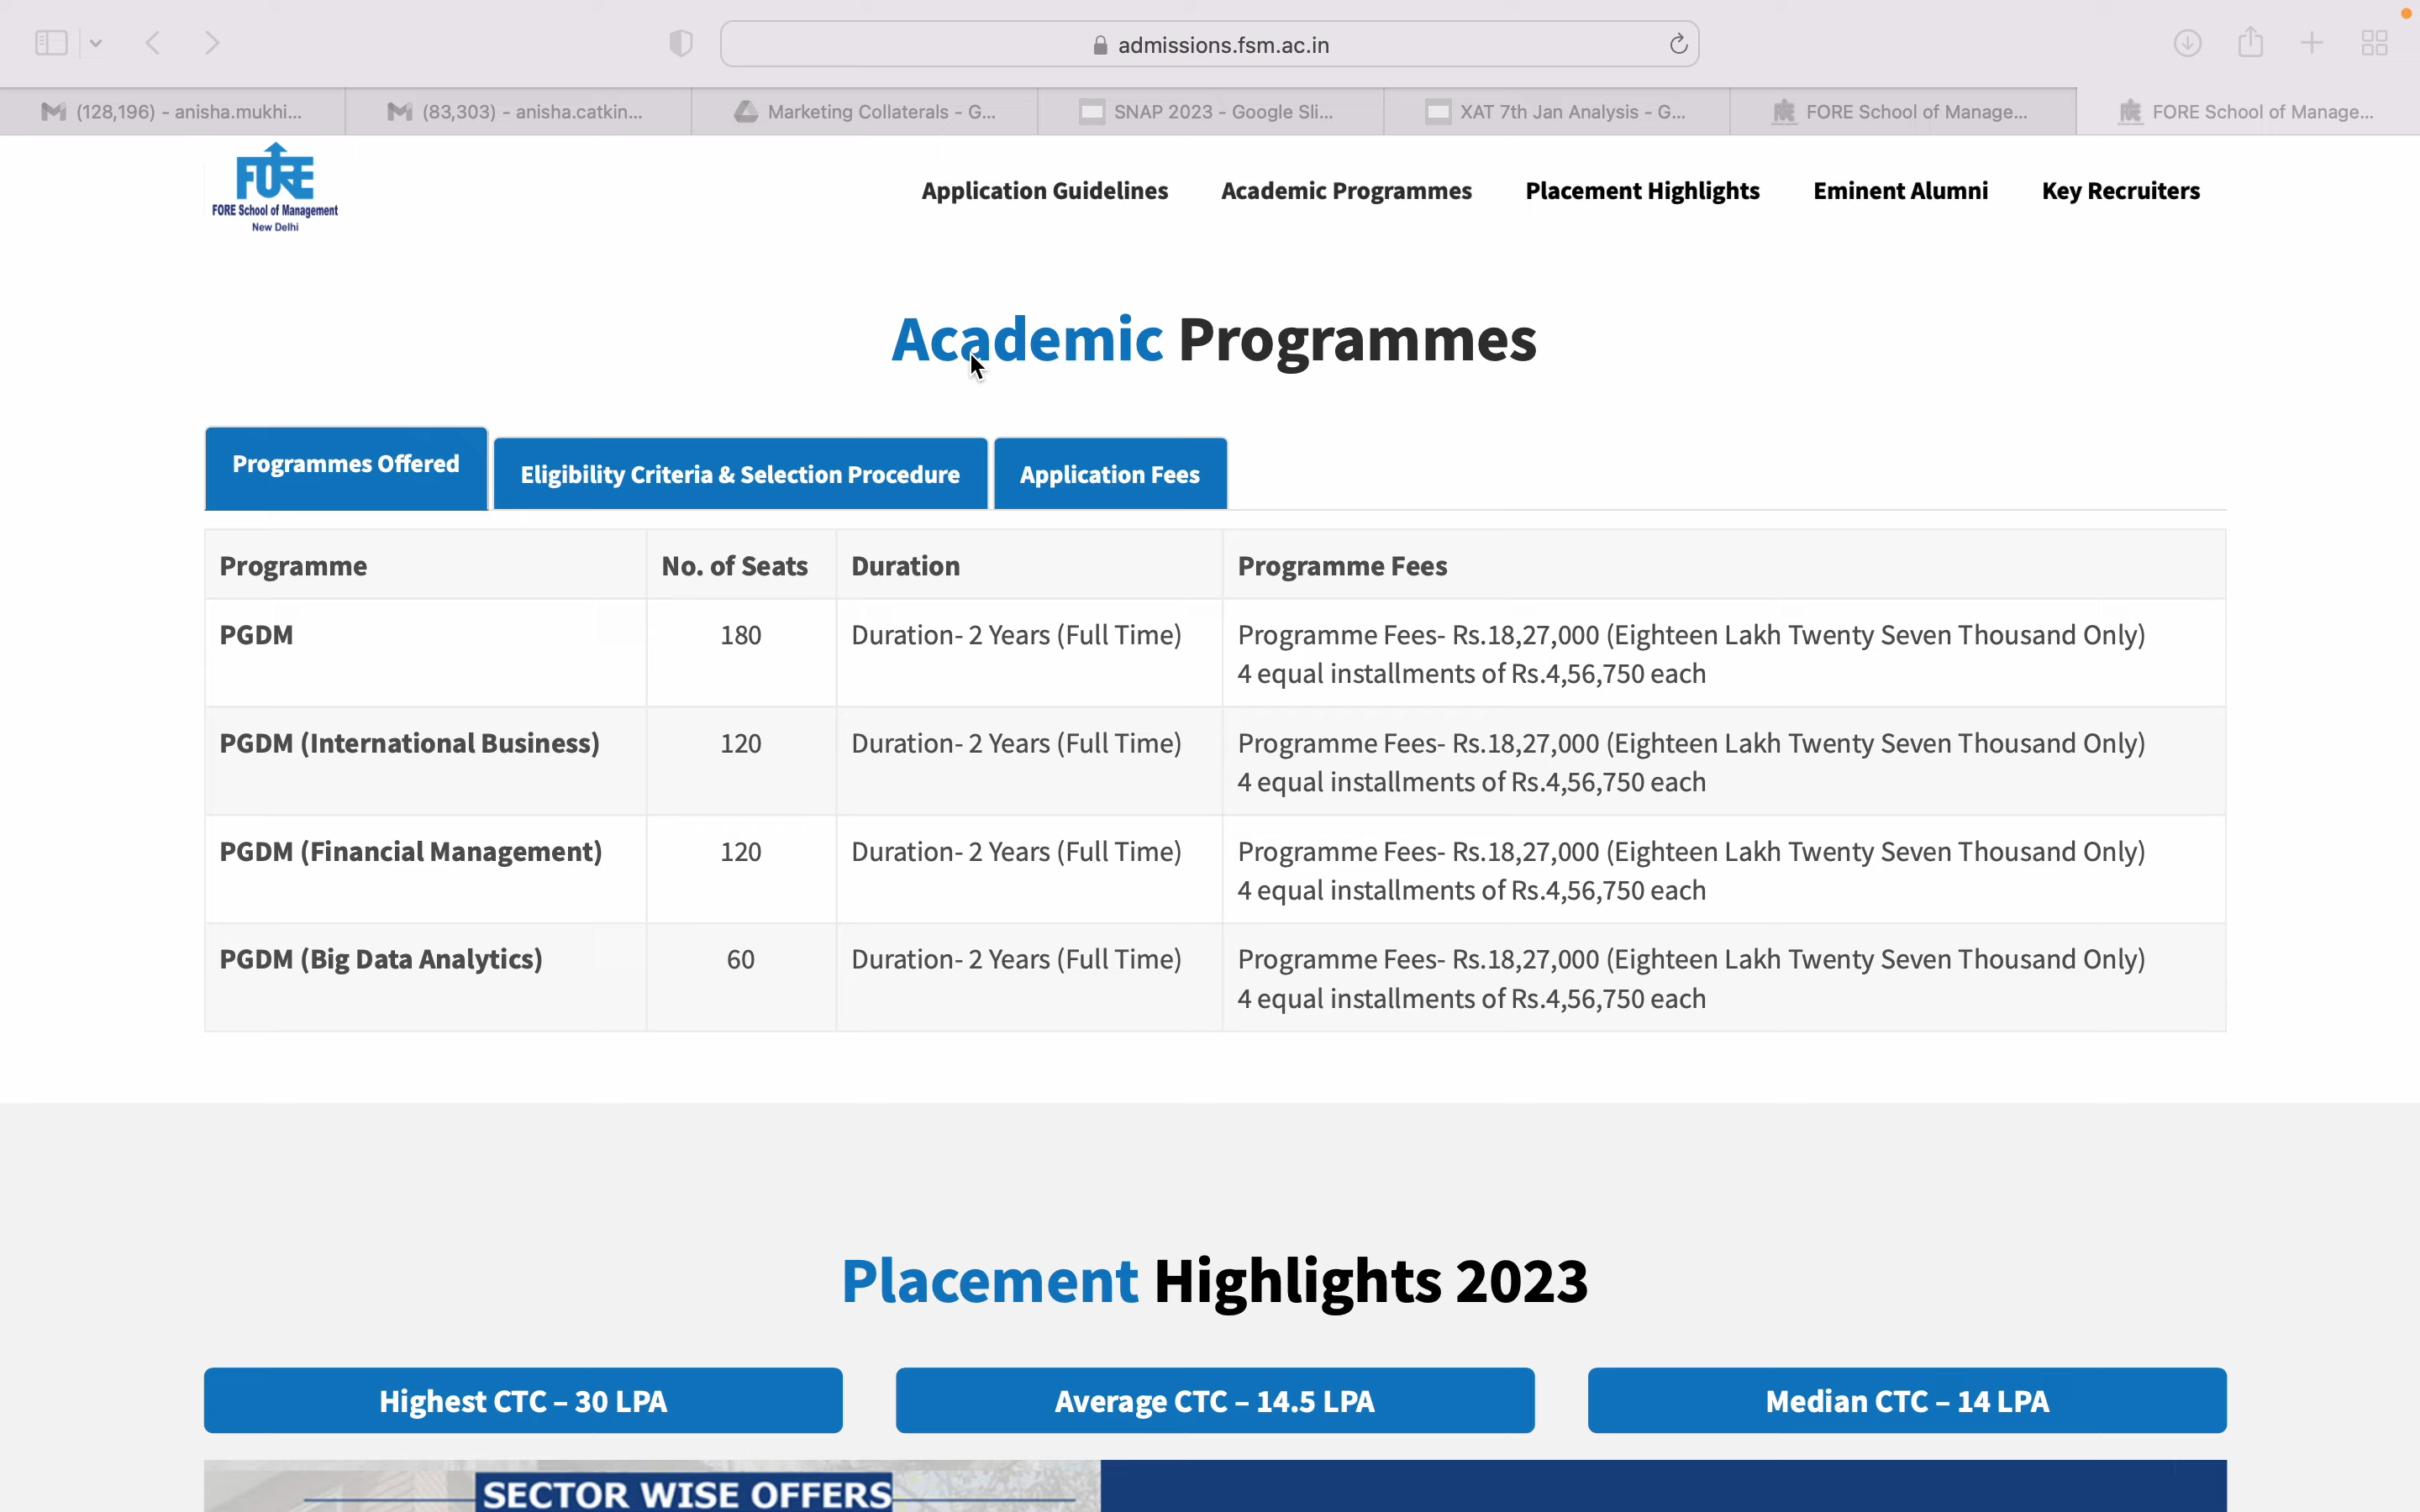 admissions.fsm.ac.in
(128,196) - anisha.mukhi...
(83,303) - anisha.catkin...
Marketing Collaterals - G...
SNAP 2023 - Google Sli...
XAT 7th Jan Analysis - G...
FORE School of Manage...
FORE School of Manage...
FORE
FORE School of Management
New Delhi
Application Guidelines
Academic Programmes
Placement Highlights
Eminent Alumni
Key Recruiters
Academic Programmes
Programmes Offered
Eligibility Criteria & Selection Procedure
Application Fees
Programme No. of Seats Duration Programme Fees
PGDM 180 Duration- 2 Years (Full Time) Programme Fees- Rs.18,27,000 (Eighteen Lakh Twenty Seven Thousand Only)
4 equal installments of Rs.4,56,750 each
PGDM (International Business) 120 Duration- 2 Years (Full Time) Programme Fees- Rs.18,27,000 (Eighteen Lakh Twenty Seven Thousand Only)
4 equal installments of Rs.4,56,750 each
PGDM (Financial Management) 120 Duration- 2 Years (Full Time) Programme Fees- Rs.18,27,000 (Eighteen Lakh Twenty Seven Thousand Only)
4 equal installments of Rs.4,56,750 each
PGDM (Big Data Analytics) 60 Duration- 2 Years (Full Time) Programme Fees- Rs.18,27,000 (Eighteen Lakh Twenty Seven Thousand Only)
4 equal installments of Rs.4,56,750 each
Placement Highlights 2023
Highest CTC – 30 LPA
Average CTC – 14.5 LPA
Median CTC – 14 LPA
SECTOR WISE OFFERS